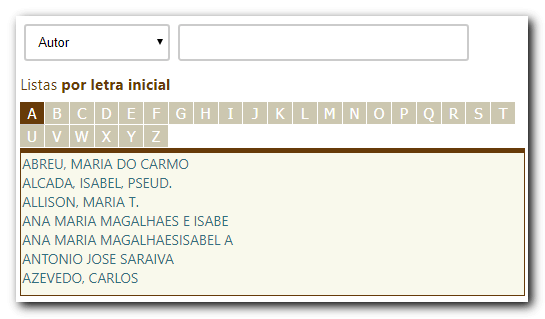 Autor
Listas por letra inicial
A B C D E F G H I J K L M N O P Q R S T
U V W X Y Z
ABREU, MARIA DO CARMO
ALCADA, ISABEL, PSEUD.
ALLISON, MARIA T.
ANA MARIA MAGALHAES E ISABE
ANA MARIA MAGALHAESISABEL A
ANTONIO JOSE SARAIVA
AZEVEDO, CARLOS